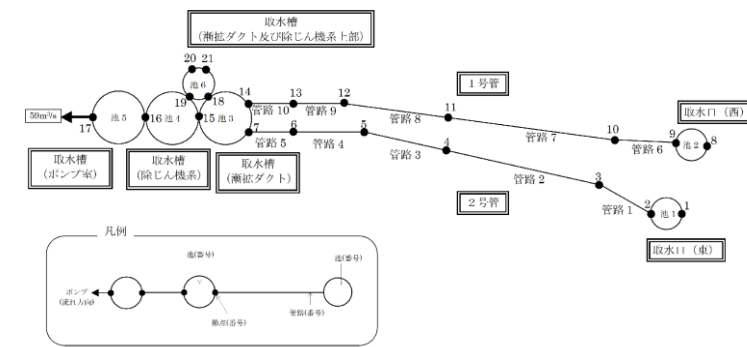 取水槽
(漸拡ダクト及び除じん機系上部)
20 21
池6
19 18
14 13 12
1号管
管路10 管路9
管路8
11
管路7
10
管路6
取水口(西)
9
池2
8
59m³/s
17
池5
16
池4
15
池3
7
管路5
6
管路4
5
管路3
4
管路2
3
管路1
2
池1
1
取水口(東)
2号管
取水槽
(ポンプ室)
取水槽
(除じん機系)
取水槽
(漸拡ダクト)
凡例
池(番号)
池(番号)
ポンプ
(流れ方向)
節点(番号)
管路(番号)